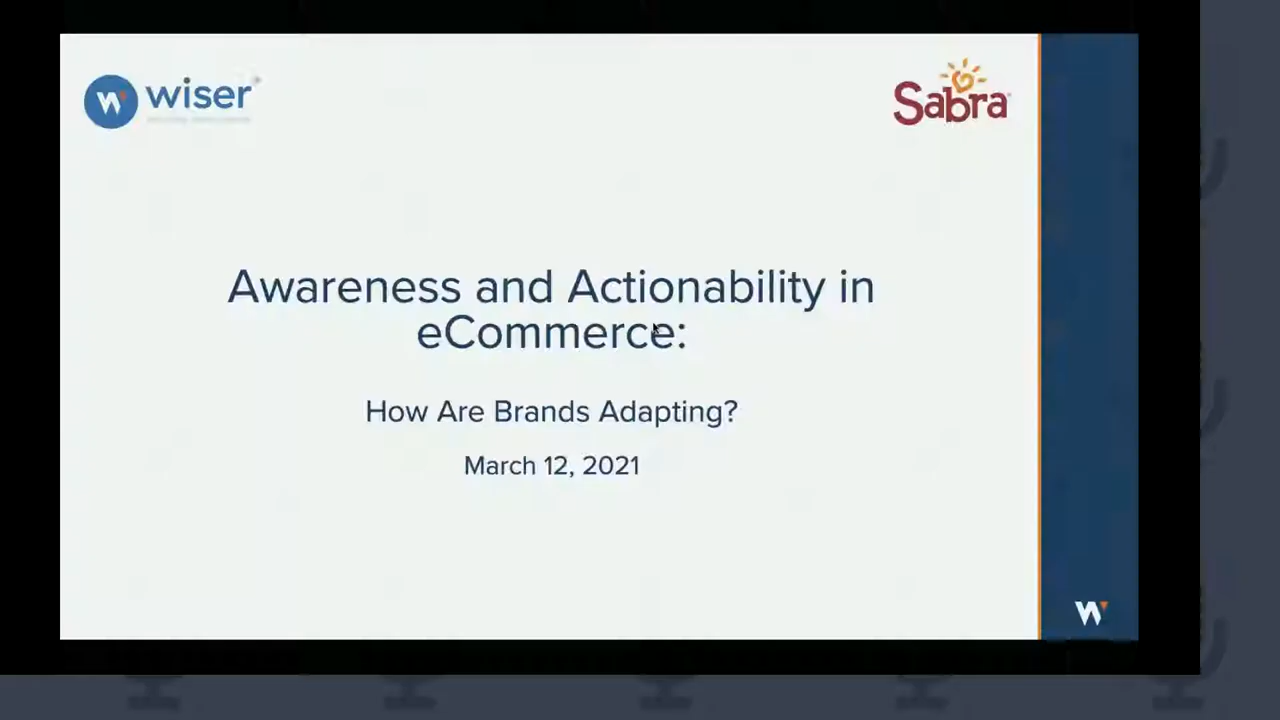 wiser
Sabra
Awareness and Actionability in
eCommerce:
How Are Brands Adapting?
March 12, 2021